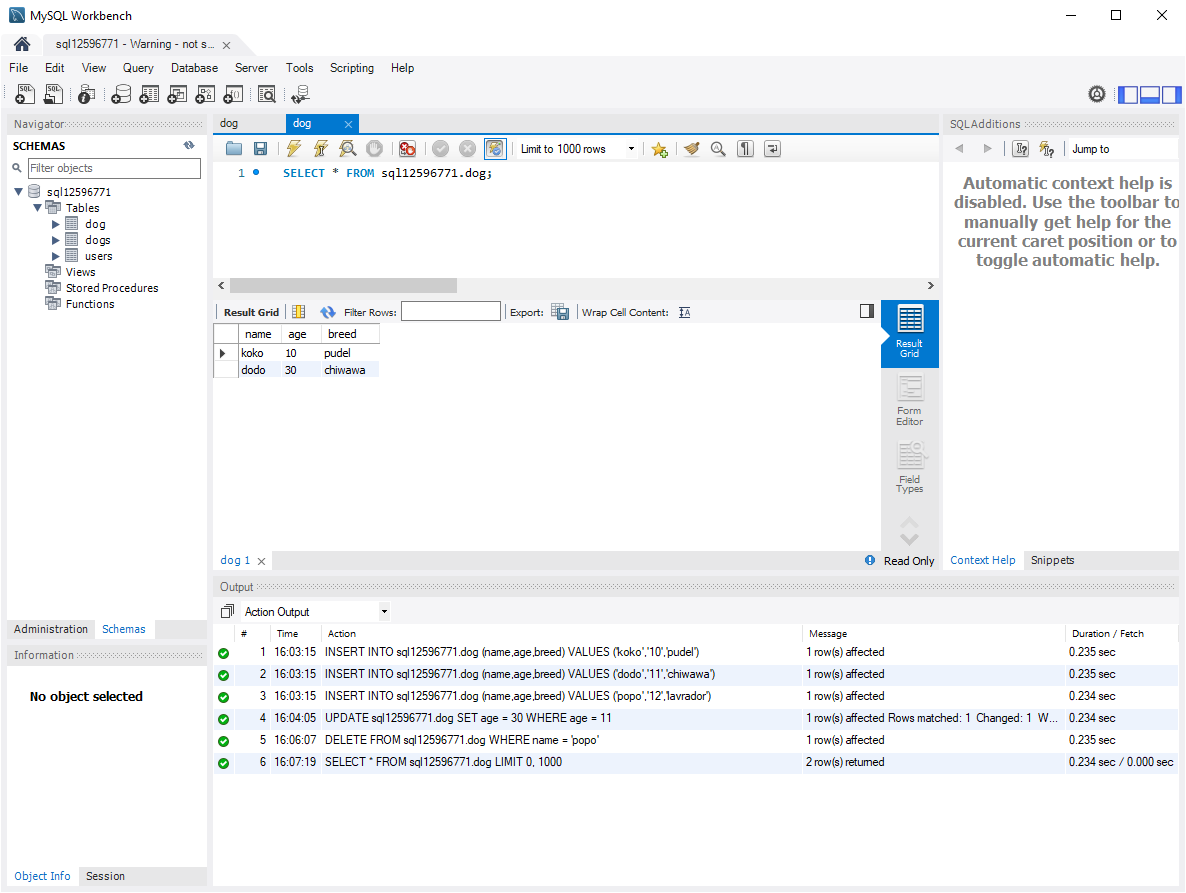 MySQL Workbench
sql12596771 - Warning - not s...
File Edit View Query Database Server Tools Scripting Help
Navigator
SCHEMAS
Filter objects
sql12596771
Tables
dog
dogs
users
Views
Stored Procedures
Functions
Administration Schemas
Information
No object selected
Object Info Session
dog dog
Limit to 1000 rows
1 SELECT * FROM sql12596771.dog;
Result Grid Filter Rows: Export: Wrap Cell Content:
name age breed
koko 10 pudel
dodo 30 chiwawa
Result
Grid
Form
Editor
Field
Types
dog 1 Read Only
SQLAdditions
Jump to
Automatic context help is
disabled. Use the toolbar to
manually get help for the
current caret position or to
toggle automatic help.
Context Help Snippets
Output
Action Output
# Time Action Message Duration / Fetch
1 16:03:15 INSERT INTO sql12596771.dog (name,age,breed) VALUES ('koko','10','pudel') 1 row(s) affected 0.235 sec
2 16:03:15 INSERT INTO sql12596771.dog (name,age,breed) VALUES ('dodo','11','chiwawa') 1 row(s) affected 0.235 sec
3 16:03:15 INSERT INTO sql12596771.dog (name,age,breed) VALUES ('popo','12','lavrador') 1 row(s) affected 0.234 sec
4 16:04:05 UPDATE sql12596771.dog SET age = 30 WHERE age = 11 1 row(s) affected Rows matched: 1 Changed: 1 W... 0.234 sec
5 16:06:07 DELETE FROM sql12596771.dog WHERE name = 'popo' 1 row(s) affected 0.235 sec
6 16:07:19 SELECT * FROM sql12596771.dog LIMIT 0, 1000 2 row(s) returned 0.234 sec / 0.000 sec